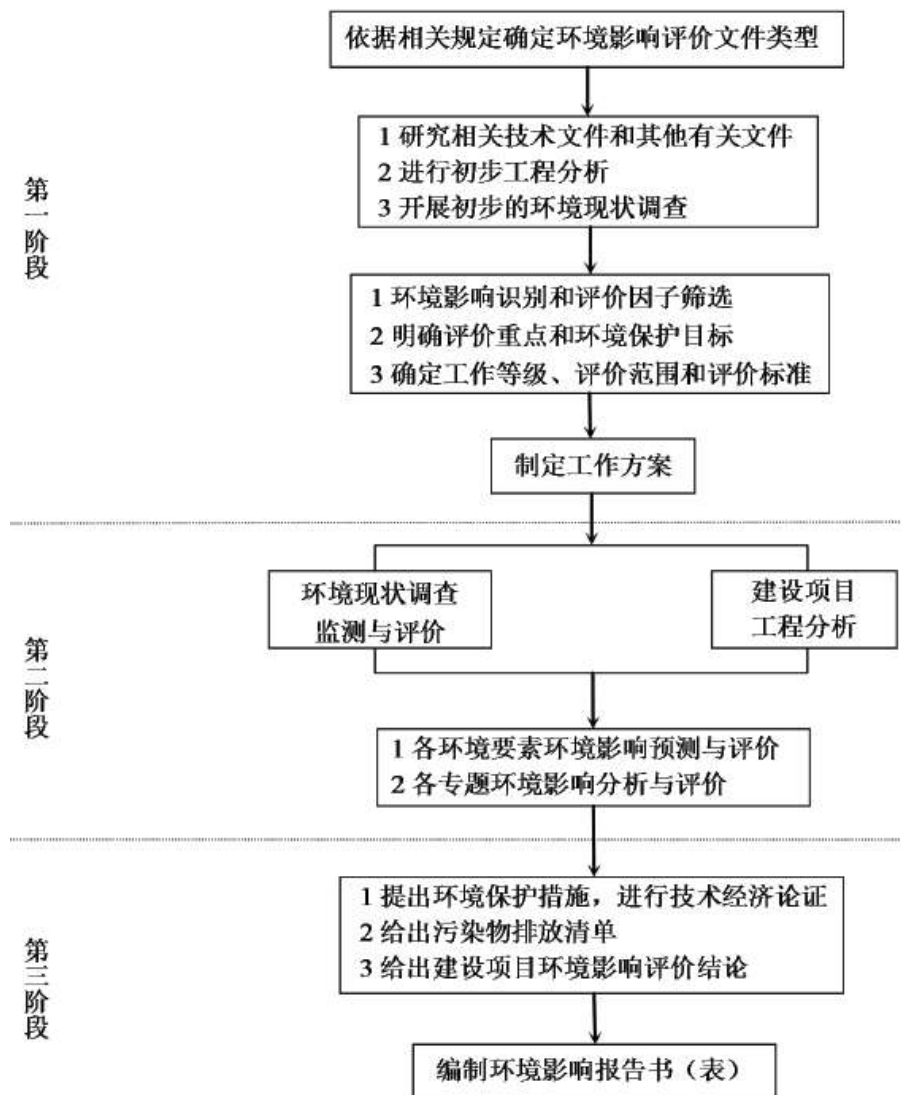 依据相关规定确定环境影响评价文件类型
1 研究相关技术文件和其他有关文件
2 进行初步工程分析
3 开展初步的环境现状调查
第一阶段
1 环境影响识别和评价因子筛选
2 明确评价重点和环境保护目标
3 确定工作等级、评价范围和评价标准
制定工作方案
环境现状调查
监测与评价
建设项目
工程分析
第二阶段
1 各环境要素环境影响预测与评价
2 各专题环境影响分析与评价
1 提出环境保护措施，进行技术经济论证
2 给出污染物排放清单
3 给出建设项目环境影响评价结论
第三阶段
编制环境影响报告书（表）